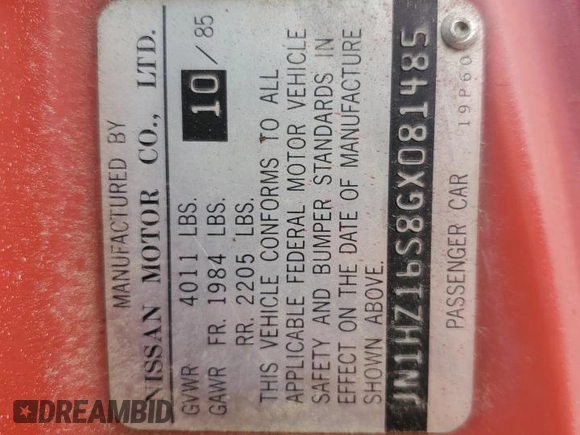 MANUFACTURED BY
NISSAN MOTOR CO., LTD.
10 / 85
GVWR 4011 LBS.
GAWR FR. 1984 LBS.
RR. 2205 LBS.
THIS VEHICLE CONFORMS TO ALL
APPLICABLE FEDERAL MOTOR VEHICLE
SAFETY AND BUMPER STANDARDS IN
EFFECT ON THE DATE OF MANUFACTURE
SHOWN ABOVE.
JN1HZ16S8GX081485
PASSENGER CAR
19P60
DREAMBID